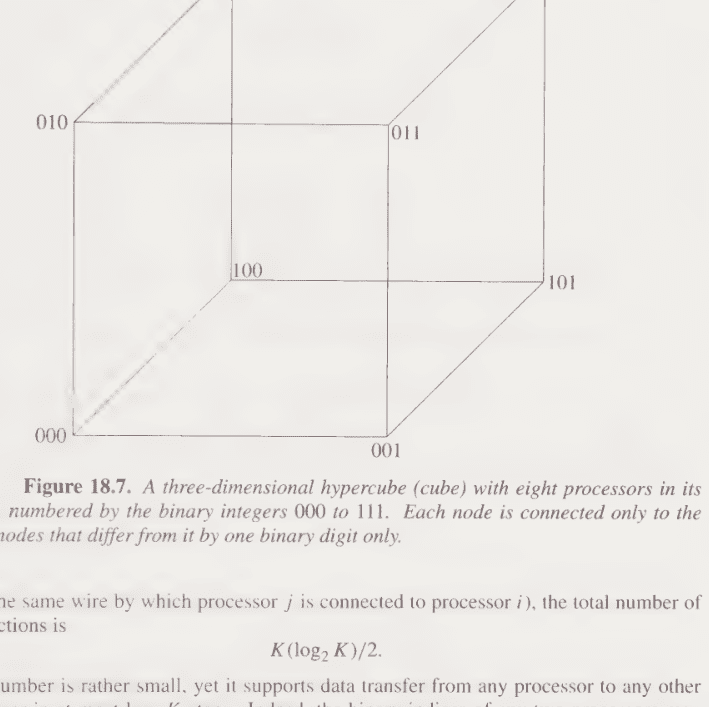 010
011
100
101
000
001
Figure 18.7. A three-dimensional hypercube (cube) with eight processors in its
numbered by the binary integers 000 to 111. Each node is connected only to the
nodes that differ from it by one binary digit only.
he same wire by which processor j is connected to processor i), the total number of
ctions is
K(log₂ K)/2.
umber is rather small, yet it supports data transfer from any processor to any other